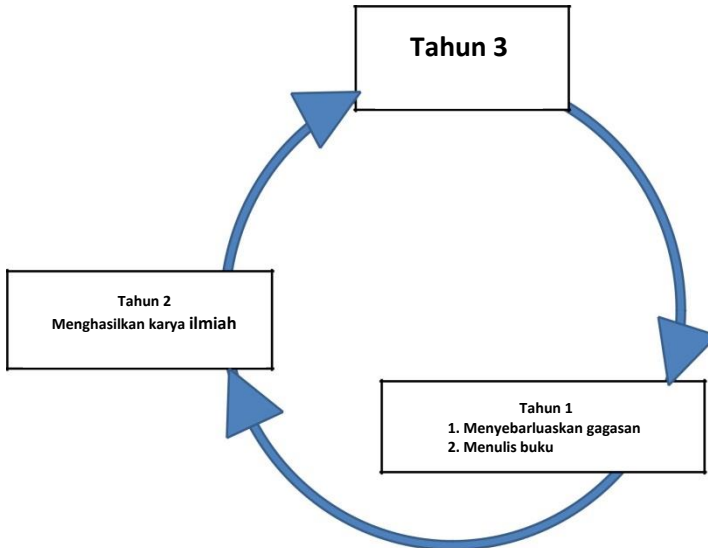 Tahun 3
Tahun 2
Menghasilkan karya ilmiah
Tahun 1
1. Menyebarluaskan gagasan
2. Menulis buku